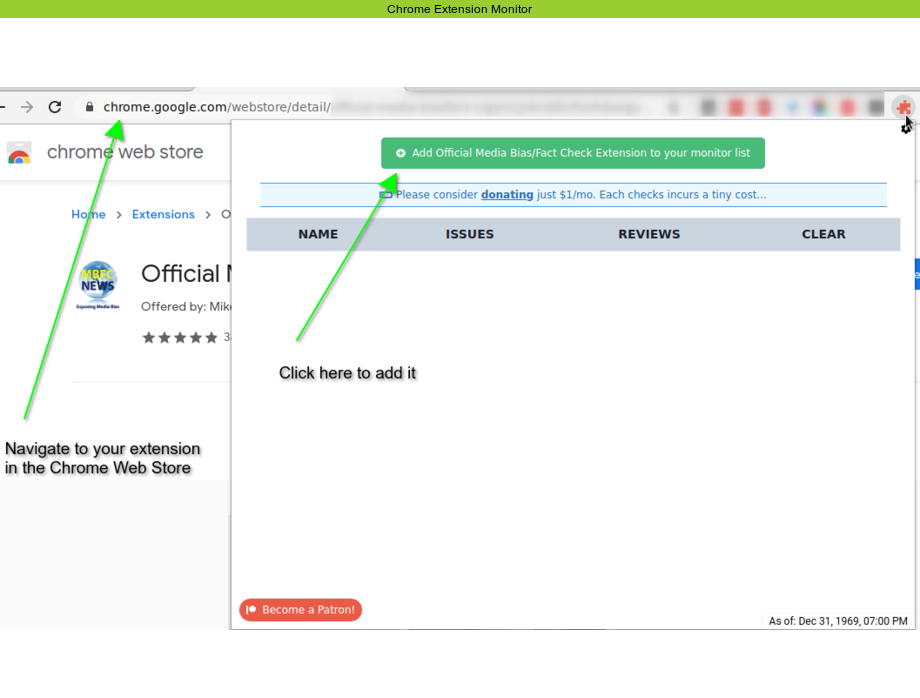 Chrome Extension Monitor
chrome.google.com/webstore/detail/
chrome web store
Add Official Media Bias/Fact Check Extension to your monitor list
Please consider donating just $1/mo. Each checks incurs a tiny cost...
Home > Extensions > O
NAME ISSUES REVIEWS CLEAR
MBFC
NEWS
Exposing Media Bias
Official M
Offered by: Mike
3
Click here to add it
Navigate to your extension
in the Chrome Web Store
Become a Patron!
As of: Dec 31, 1969, 07:00 PM